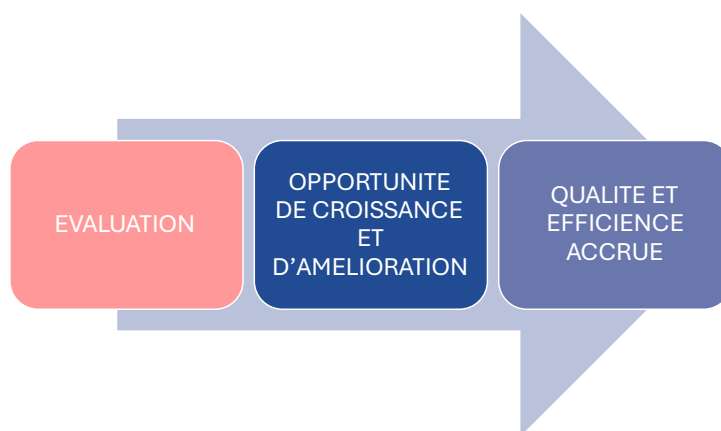 EVALUATION
OPPORTUNITE
DE CROISSANCE
ET
D’AMELIORATION
QUALITE ET
EFFICIENCE
ACCRUE